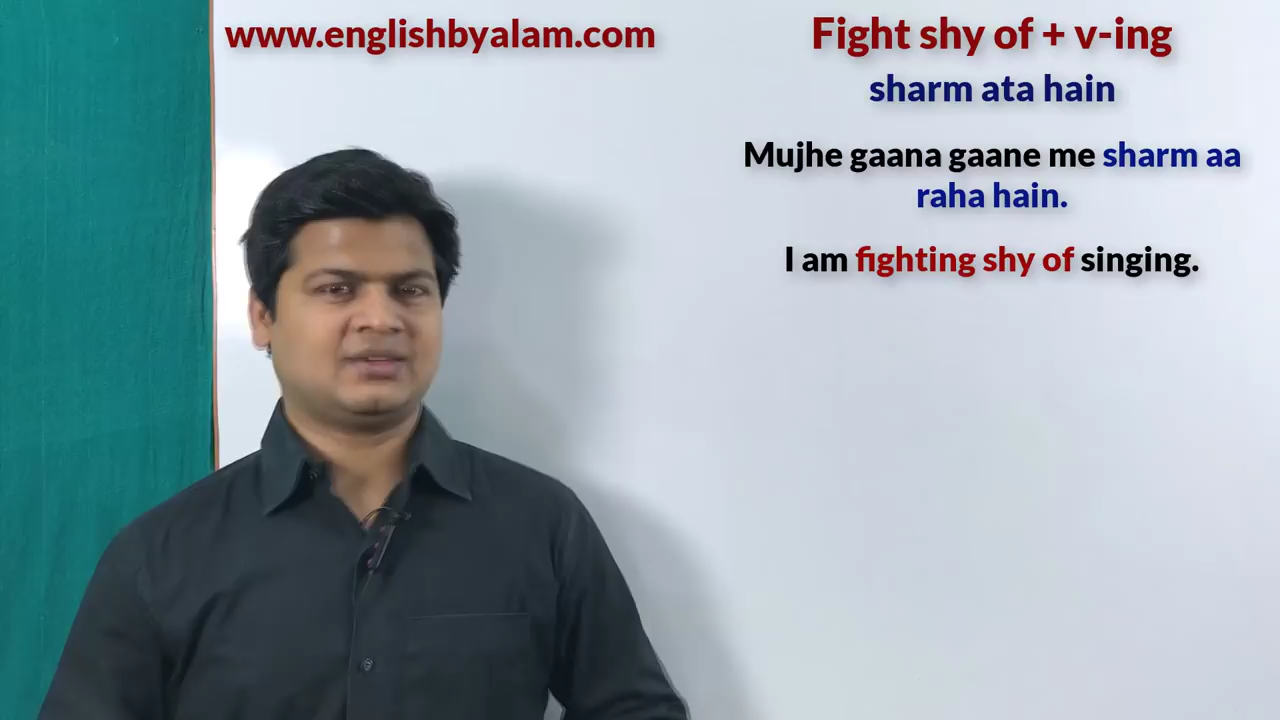 www.englishbyalam.com
Fight shy of + v-ing
sharm ata hain
Mujhe gaana gaane me sharm aa
raha hain.
I am fighting shy of singing.